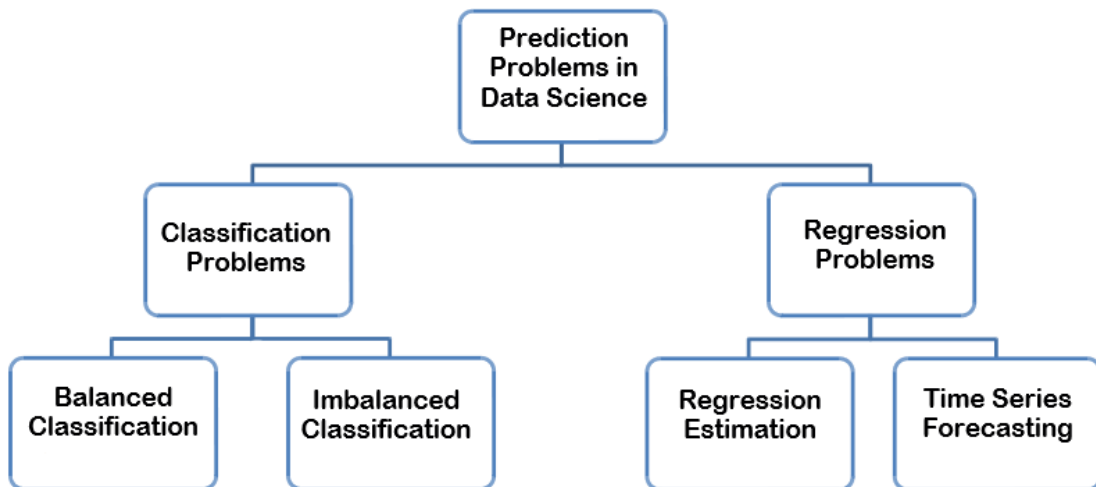 Prediction
Problems in
Data Science
Classification
Problems
Regression
Problems
Balanced
Classification
Imbalanced
Classification
Regression
Estimation
Time Series
Forecasting